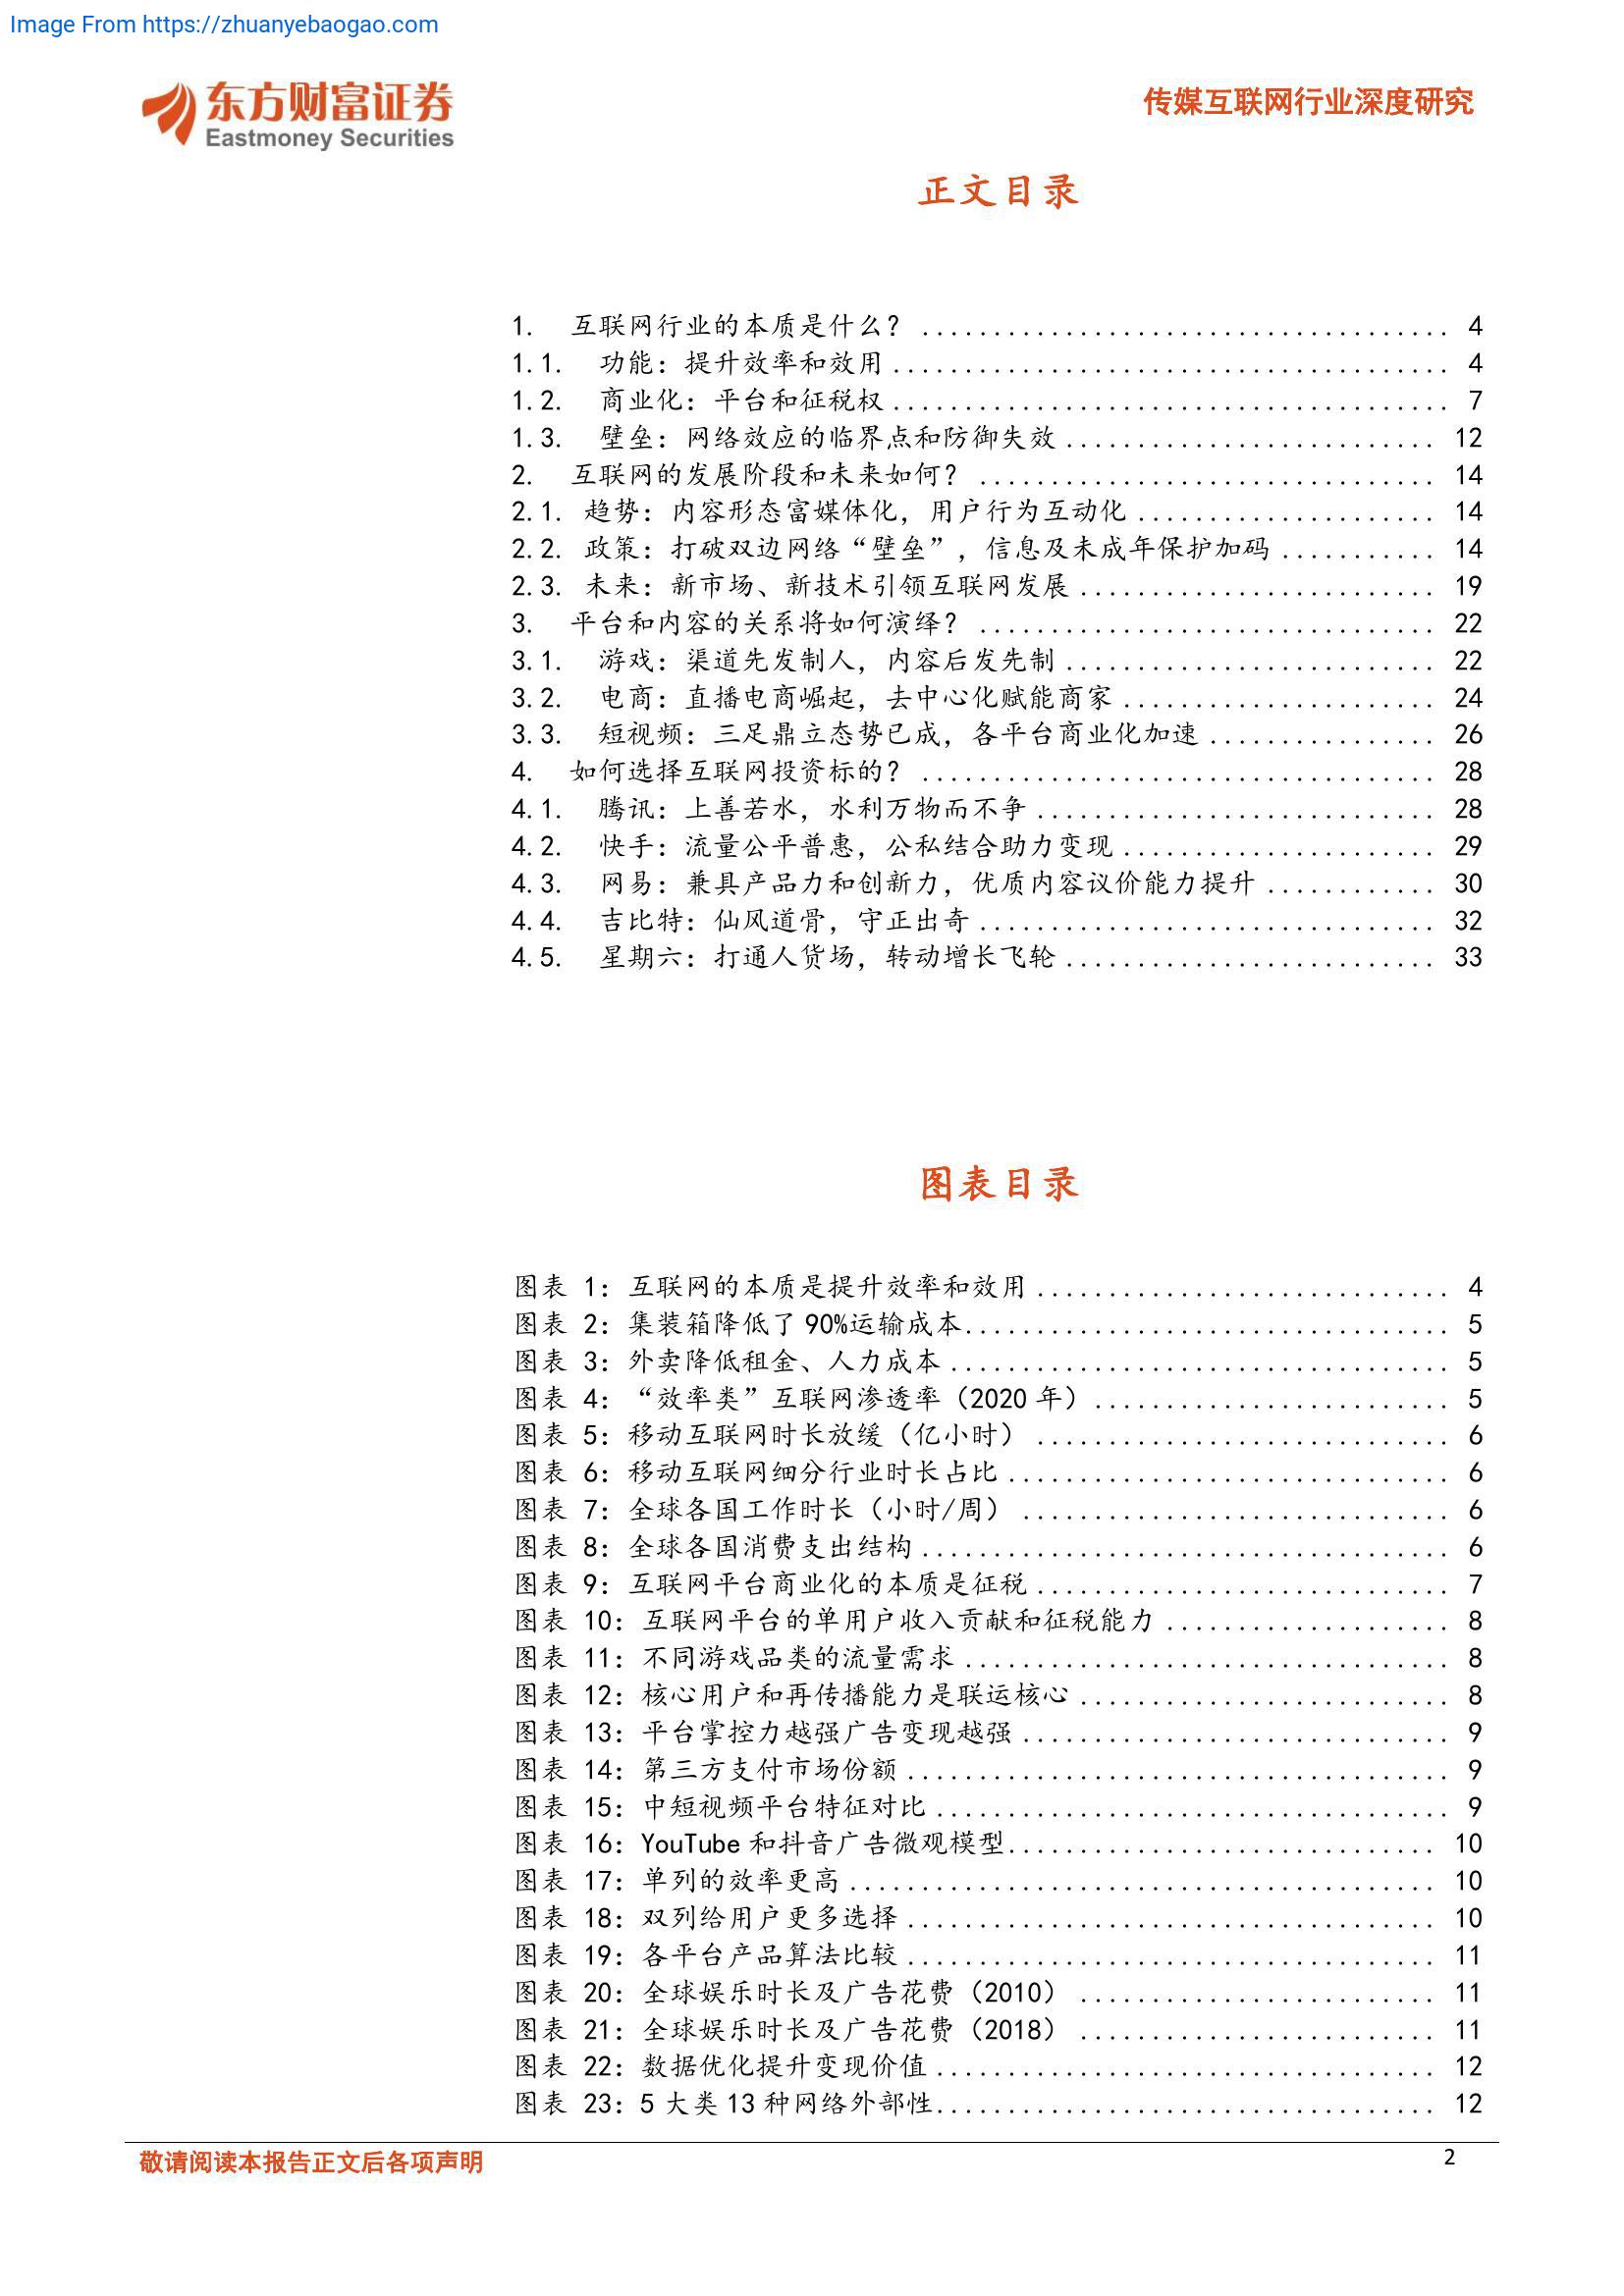 Image From https://zhuanyebaogao.com
东方财富证券
Eastmoney Securities
传媒互联网行业深度研究
正文目录
1. 互联网行业的本质是什么? ..................................... 4
1.1. 功能：提升效率和效用....................................... 4
1.2. 商业化：平台和征税权....................................... 7
1.3. 壁垒：网络效应的临界点和防御失效.......................... 12
2. 互联网的发展阶段和未来如何? ................................ 14
2.1. 趋势：内容形态富媒体化，用户行为互动化..................... 14
2.2. 政策：打破双边网络“壁垒”，信息及未成年保护加码........... 14
2.3. 未来：新市场、新技术引领互联网发展......................... 19
3. 平台和内容的关系将如何演绎? ................................ 22
3.1. 游戏：渠道先发制人，内容后发先制.......................... 22
3.2. 电商：直播电商崛起，去中心化赋能商家...................... 24
3.3. 短视频：三足鼎立态势已成，各平台商业化加速................ 26
4. 如何选择互联网投资标的? .................................... 28
4.1. 腾讯：上善若水，水利万物而不争............................ 28
4.2. 快手：流量公平普惠，公私结合助力变现...................... 29
4.3. 网易：兼具产品力和创新力，优质内容议价能力提升............ 30
4.4. 吉比特：仙风道骨，守正出奇................................ 32
4.5. 星期六：打通人货场，转动增长飞轮.......................... 33
图表目录
图表 1：互联网的本质是提升效率和效用............................. 4
图表 2：集装箱降低了 90%运输成本.................................. 5
图表 3：外卖降低租金、人力成本................................... 5
图表 4：“效率类”互联网渗透率（2020 年）......................... 5
图表 5：移动互联网时长放缓（亿小时） ............................. 6
图表 6：移动互联网细分行业时长占比............................... 6
图表 7：全球各国工作时长（小时/周） .............................. 6
图表 8：全球各国消费支出结构..................................... 6
图表 9：互联网平台商业化的本质是征税............................. 7
图表 10：互联网平台的单用户收入贡献和征税能力.................... 8
图表 11：不同游戏品类的流量需求.................................. 8
图表 12：核心用户和再传播能力是联运核心.......................... 8
图表 13：平台掌控力越强广告变现越强.............................. 9
图表 14：第三方支付市场份额...................................... 9
图表 15：中短视频平台特征对比.................................... 9
图表 16：YouTube 和抖音广告微观模型.............................. 10
图表 17：单列的效率更高......................................... 10
图表 18：双列给用户更多选择..................................... 10
图表 19：各平台产品算法比较..................................... 11
图表 20：全球娱乐时长及广告花费（2010） ......................... 11
图表 21：全球娱乐时长及广告花费（2018） ......................... 11
图表 22：数据优化提升变现价值................................... 12
图表 23：5 大类 13 种网络外部性................................... 12
敬请阅读本报告正文后各项声明
2